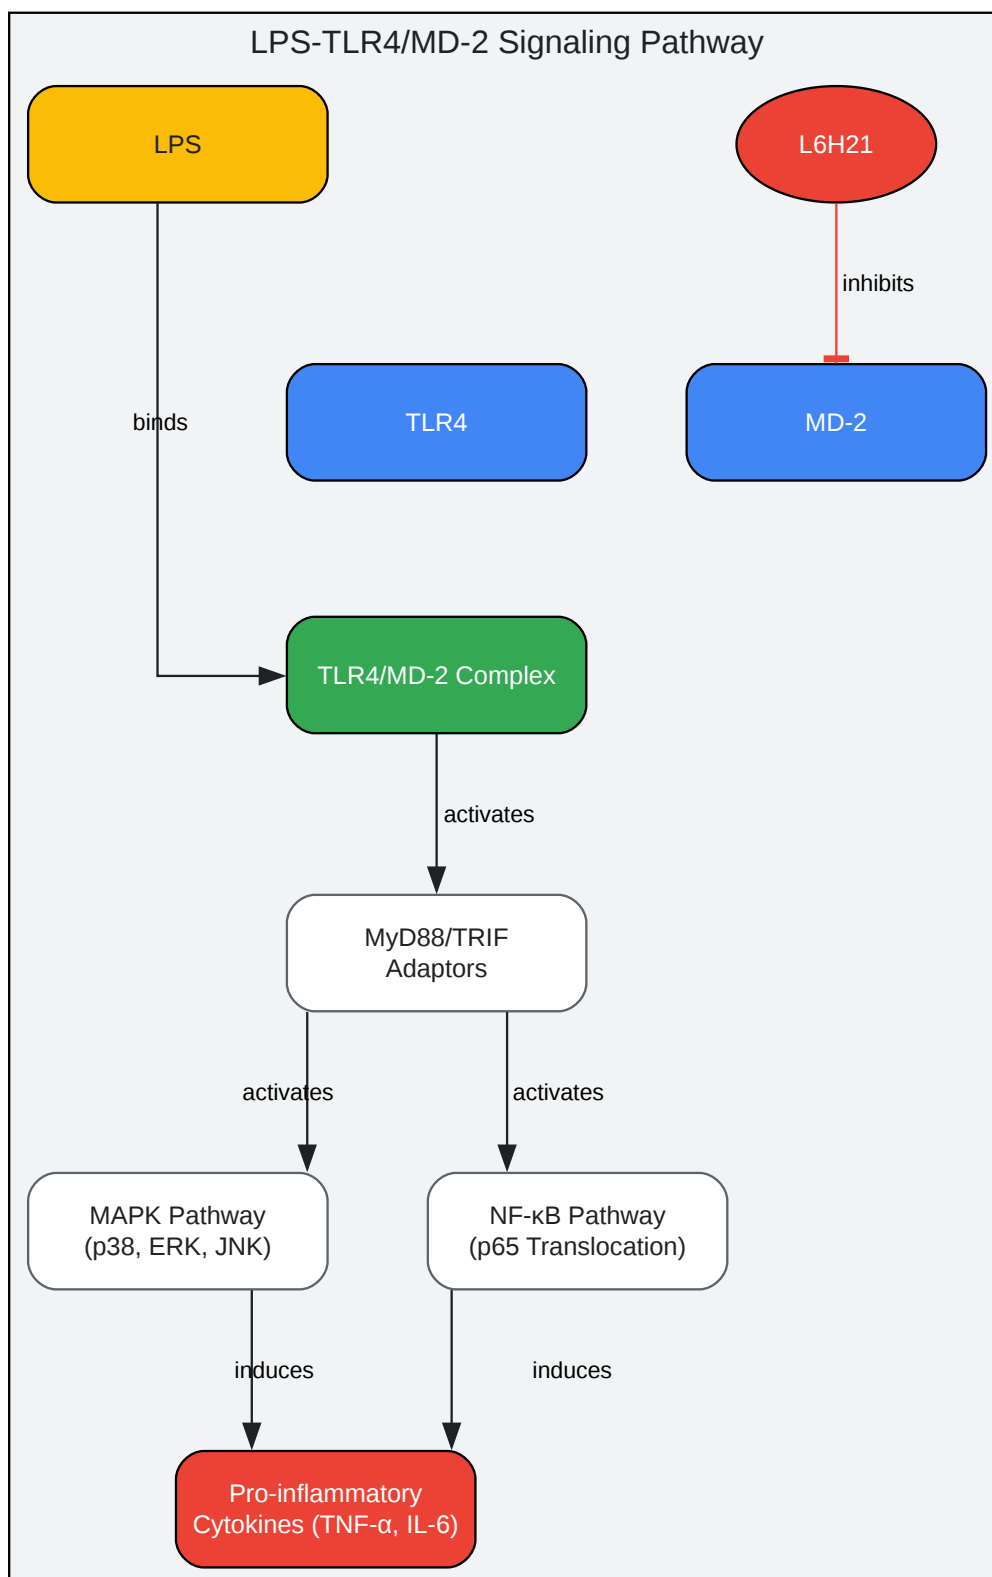 LPS-TLR4/MD-2 Signaling Pathway
LPS
L6H21
inhibits
binds
TLR4
MD-2
TLR4/MD-2 Complex
activates
MyD88/TRIF
Adaptors
activates
activates
MAPK Pathway
(p38, ERK, JNK)
NF-κB Pathway
(p65 Translocation)
induces
induces
Pro-inflammatory
Cytokines (TNF-α, IL-6)